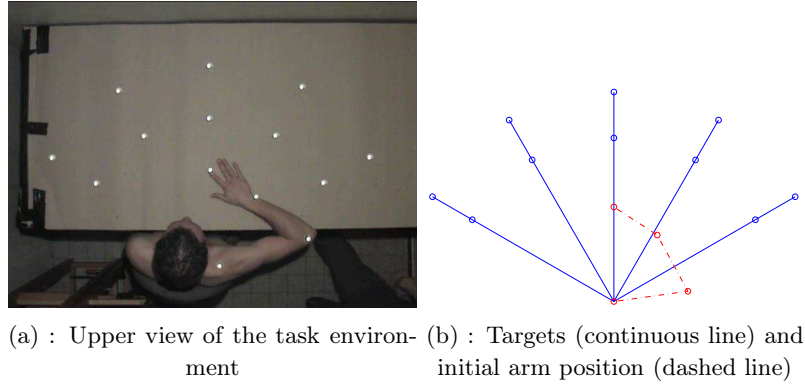 (a) : Upper view of the task environ-
ment
(b) : Targets (continuous line) and
initial arm position (dashed line)